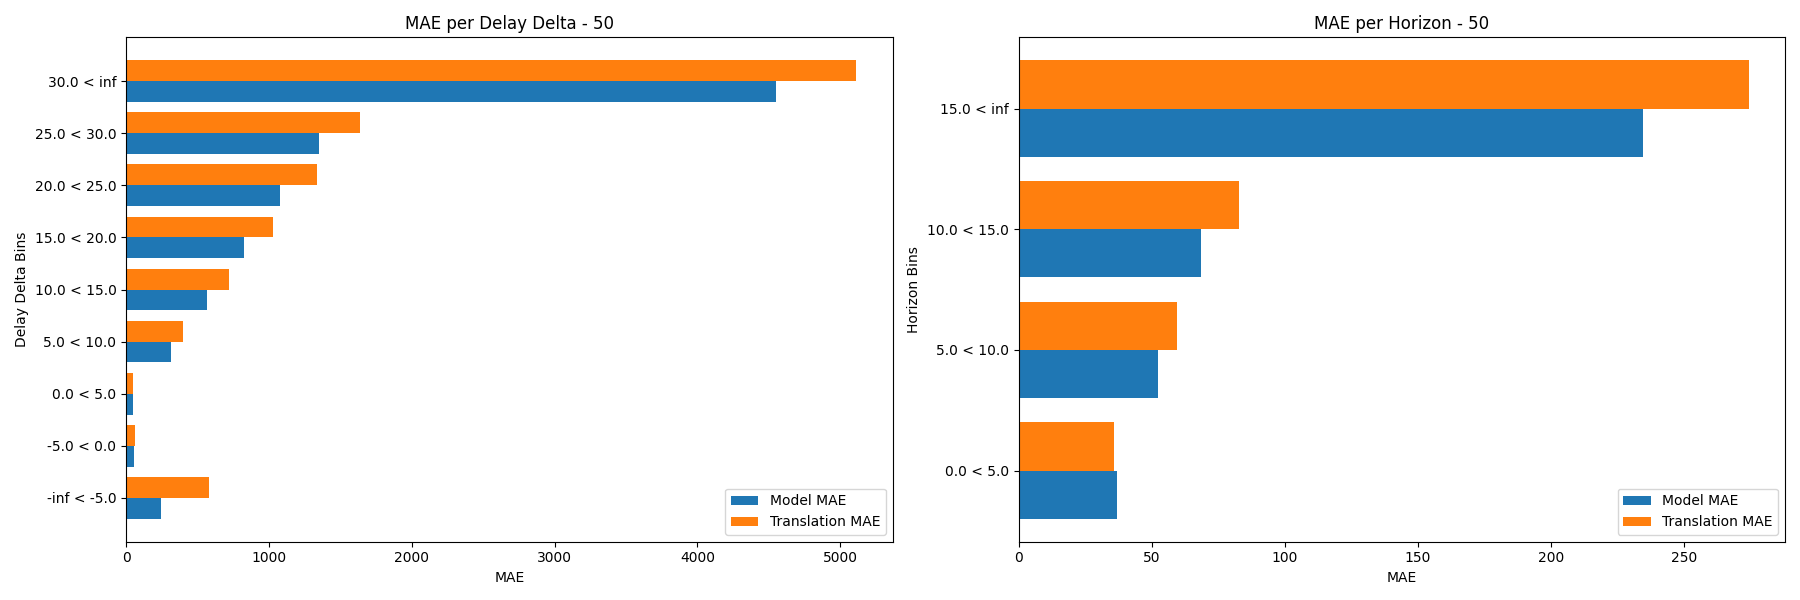 MAE per Delay Delta - 50
Delay Delta Bins
30.0 < inf
25.0 < 30.0
20.0 < 25.0
15.0 < 20.0
10.0 < 15.0
5.0 < 10.0
0.0 < 5.0
-5.0 < 0.0
-inf < -5.0
Model MAE
Translation MAE
0 1000 2000 3000 4000 5000
MAE
MAE per Horizon - 50
Horizon Bins
15.0 < inf
10.0 < 15.0
5.0 < 10.0
0.0 < 5.0
Model MAE
Translation MAE
0 50 100 150 200 250
MAE